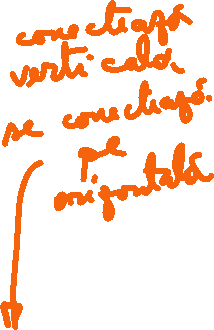 conectează
verticală,
se conectează.
pe
orizontală